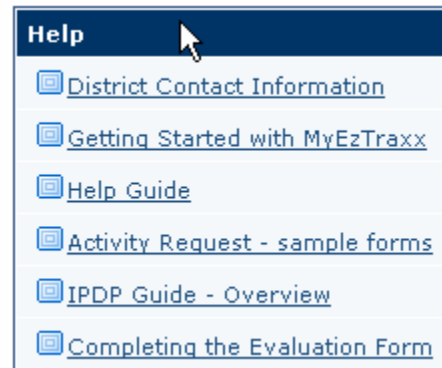 Help
District Contact Information
Getting Started with MyEzTraxx
Help Guide
Activity Request - sample forms
IPDP Guide - Overview
Completing the Evaluation Form